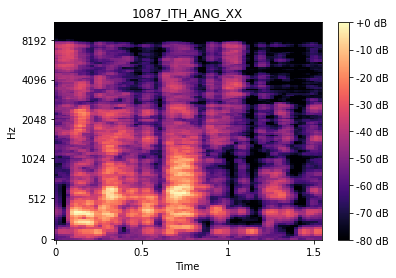 1087_ITH_ANG_XX
+0 dB
8192
-10 dB
4096
-20 dB
-30 dB
2048
Hz
-40 dB
1024
-50 dB
512
-60 dB
-70 dB
0
-80 dB
0
0.5
1
1.5
Time